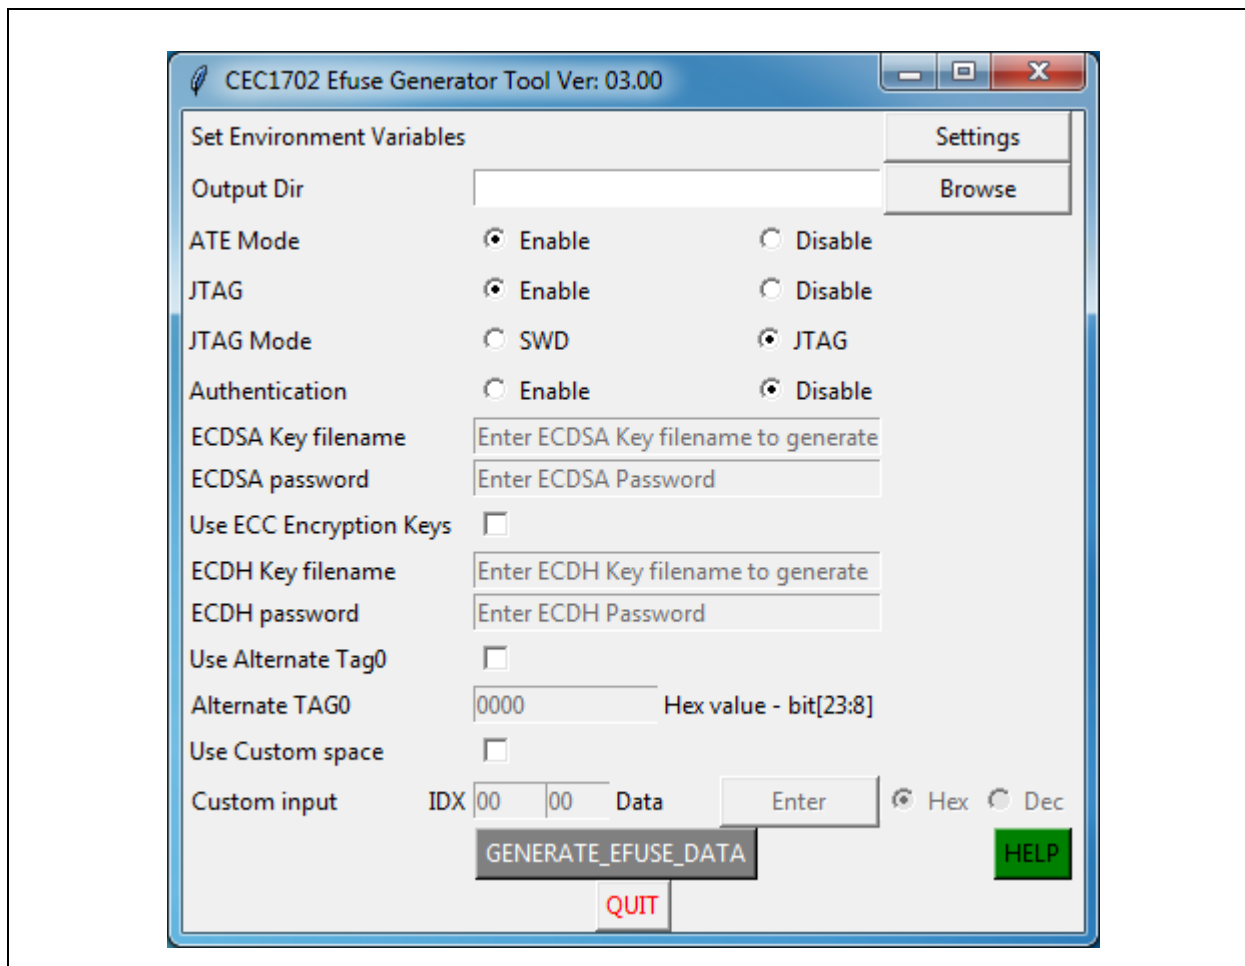 CEC1702 Efuse Generator Tool Ver: 03.00
Set Environment Variables Settings
Output Dir Browse
ATE Mode Enable Disable
JTAG Enable Disable
JTAG Mode SWD JTAG
Authentication Enable Disable
ECDSA Key filename Enter ECDSA Key filename to generate
ECDSA password Enter ECDSA Password
Use ECC Encryption Keys
ECDH Key filename Enter ECDH Key filename to generate
ECDH password Enter ECDH Password
Use Alternate Tag0
Alternate TAG0 0000 Hex value - bit[23:8]
Use Custom space
Custom input IDX 00 00 Data Enter Hex Dec
GENERATE_EFUSE_DATA HELP
QUIT